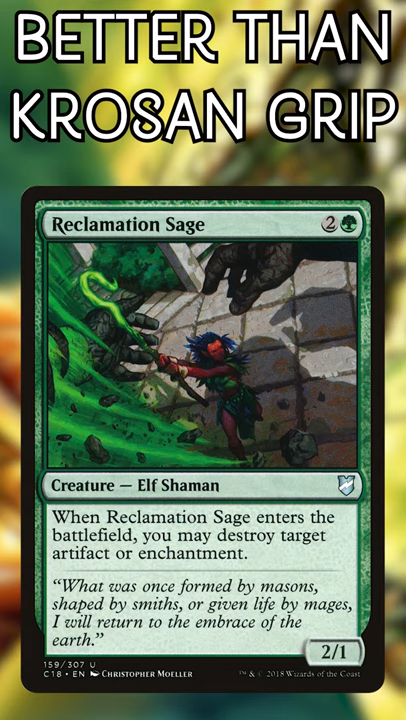 BETTER THAN
KROSAN GRIP
Reclamation Sage 2
Creature — Elf Shaman
When Reclamation Sage enters the
battlefield, you may destroy target
artifact or enchantment.
“What was once formed by masons,
shaped by smiths, or given life by mages,
I will return to the embrace of the
earth.”
2/1
159/307 U
C18 • EN Christopher Moeller ™ & © 2018 Wizards of the Coast